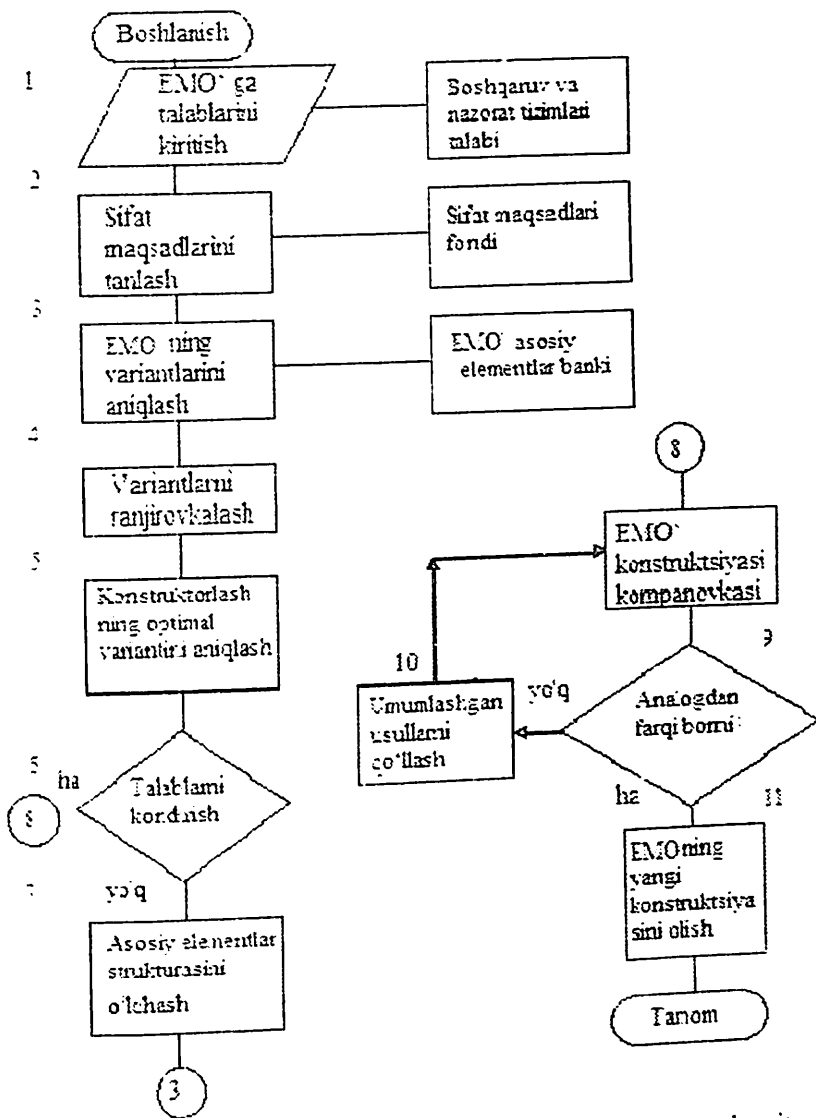 Boshlanish
1
EMO` ga
talablarini
kiritish
Boshqaruv va
nazorat tizimlari
talabi
2
Sifat
maqsadlarini
tanlash
Sifat maqsadlari
fondi
3
EMO ning
variantlarini
aniqlash
EMO` asosiy
elementlar banki
4
Variantlarni
ranjirovkalash
5
Konstruktorlash
ning optimal
variantini aniqlash
ha
Talablarni
8
yo'q
Asosiy elementlar
strukturasini
o'lchash
3
8
EMO`
konstruktsiyasi
kompanovkasi
9
Analogdan
farqi bormi
yo'q
10
Umumlashgan
usullarni
qo'llash
ha
11
EMOning
yangi
konstruktsiya
sini olish
Tamom